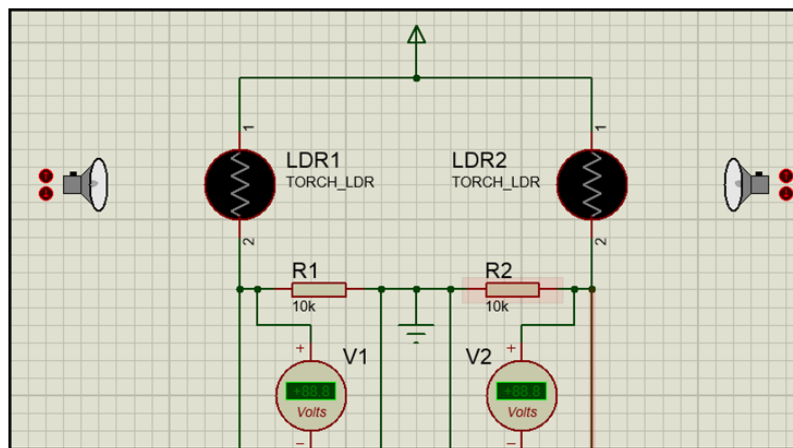 1
1
LDR1
LDR2
TORCH_LDR
TORCH_LDR
2
2
R1
R2
10k
10k
+
V1
V2
+
+88.8
+88.8
Volts
Volts
−
−